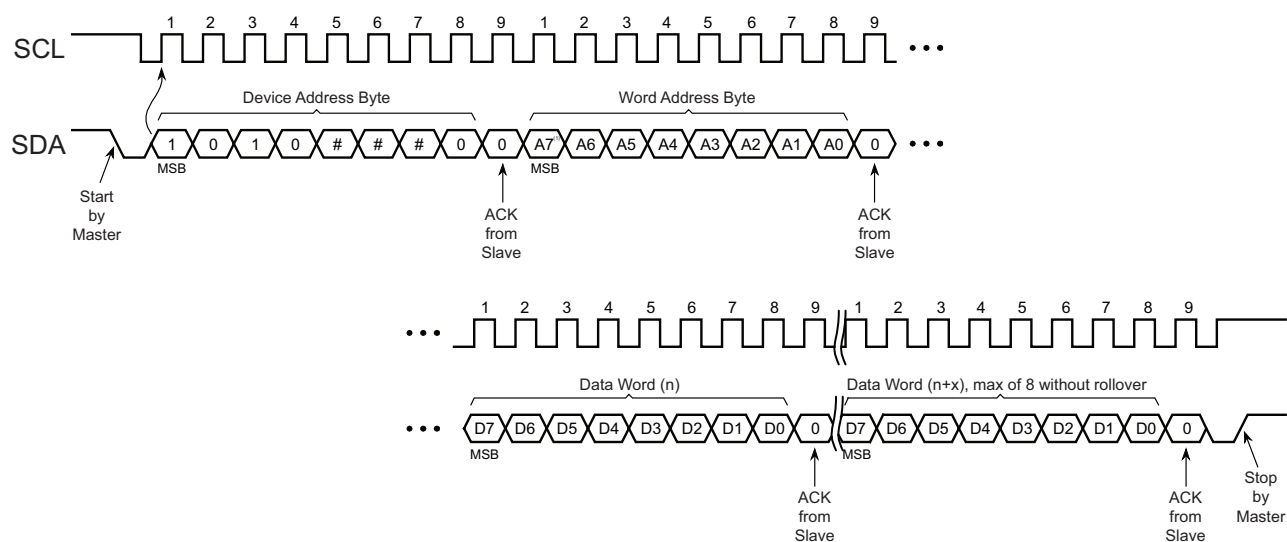 1 2 3 4 5 6 7 8 9 1 2 3 4 5 6 7 8 9
SCL
Device Address Byte Word Address Byte
SDA 1 0 1 0 # # # 0 0 A7 A6 A5 A4 A3 A2 A1 A0 0
MSB MSB
Start
by
Master
ACK
from
Slave
ACK
from
Slave
1 2 3 4 5 6 7 8 9 1 2 3 4 5 6 7 8 9
Data Word (n) Data Word (n+x), max of 8 without rollover
D7 D6 D5 D4 D3 D2 D1 D0 0 D7 D6 D5 D4 D3 D2 D1 D0 0
MSB MSB
ACK
from
Slave
ACK
from
Slave
Stop
by
Master